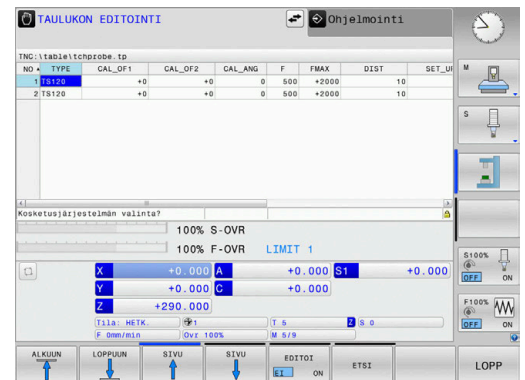 TAULUKON EDITOINTI
Ohjelmointi
TNC:\table\tchprobe.tp
NO TYPE CAL_OF1 CAL_OF2 CAL_ANG F FMAX DIST SET_UI
1 TS120 +0 +0 0 500 +2000 10
2 TS120 +0 +0 0 500 +2000 10
Kosketusjärjestelmän valinta?
100% S-OVR
100% F-OVR LIMIT 1
X +0.000 A +0.000 S1 +0.000
Y +0.000 C +0.000
Z +290.000
Tila: HETK. 1 T 5 Z S 0
F 0mm/min Ovr 100% M 5/9
M
S
S100%
OFF ON
F100%
OFF ON
ALKUUN LOPPUUN SIVU SIVU EDITOI ETSI LOPP
EI ON